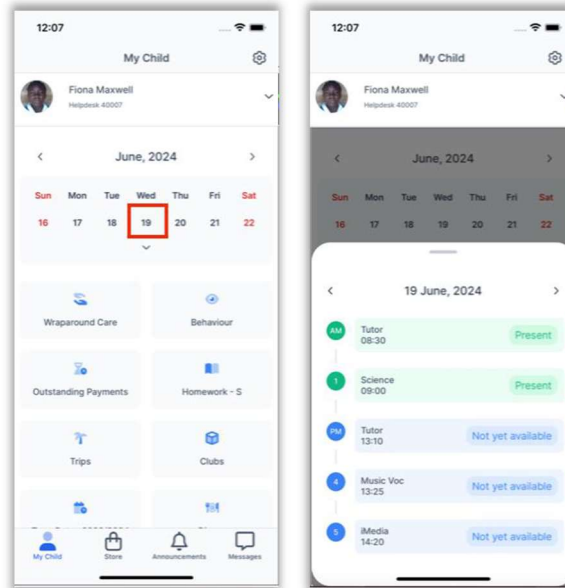 12:07
My Child
Fiona Maxwell
Helpdesk 40007
June, 2024
Sun Mon Tue Wed Thu Fri Sat
16 17 18 19 20 21 22
Wraparound Care Behaviour
Outstanding Payments Homework - S
Trips Clubs
My Child Store Announcements Messages
12:07
My Child
Fiona Maxwell
Helpdesk 40007
June, 2024
Sun Mon Tue Wed Thu Fri Sat
16 17 18 19 20 21 22
19 June, 2024
AM Tutor
08:30
Present
1 Science
09:00
Present
PM Tutor
13:10
Not yet available
4 Music Voc
13:25
Not yet available
5 iMedia
14:20
Not yet available